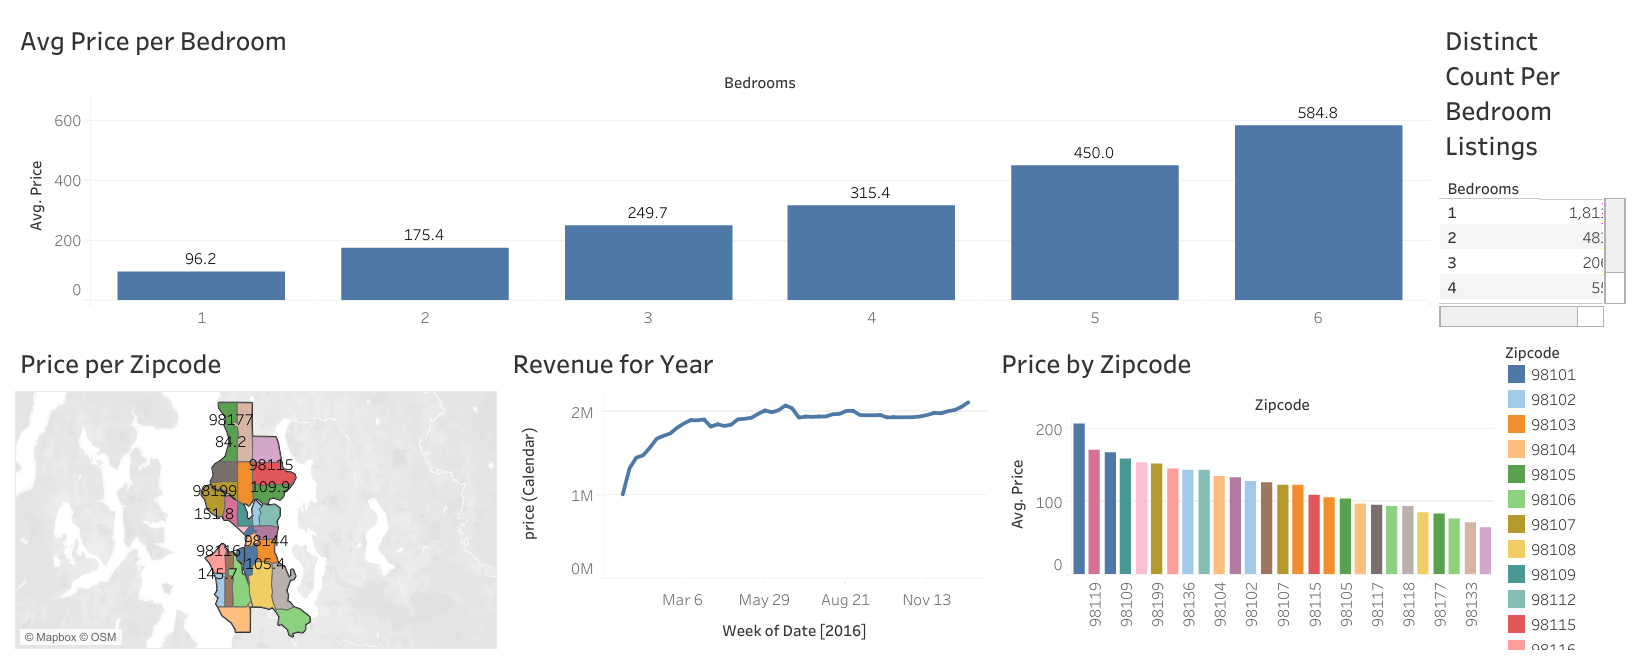 Avg Price per Bedroom
Bedrooms
Avg. Price
600
400
200
0
96.2
175.4
249.7
315.4
450.0
584.8
1
2
3
4
5
6
Distinct
Count Per
Bedroom
Listings
Bedrooms
1
2
3
4
Price per Zipcode
98177
84.2
98115
109.9
98199
151.8
98144
105.4
98116
145.7
© Mapbox © OSM
Revenue for Year
price (Calendar)
2M
1M
0M
Mar 6
May 29
Aug 21
Nov 13
Week of Date [2016]
Price by Zipcode
Zipcode
Avg. Price
200
100
0
98119
98109
98199
98136
98104
98102
98107
98115
98105
98117
98118
98177
98133
Zipcode
98101
98102
98103
98104
98105
98106
98107
98108
98109
98112
98115
98116